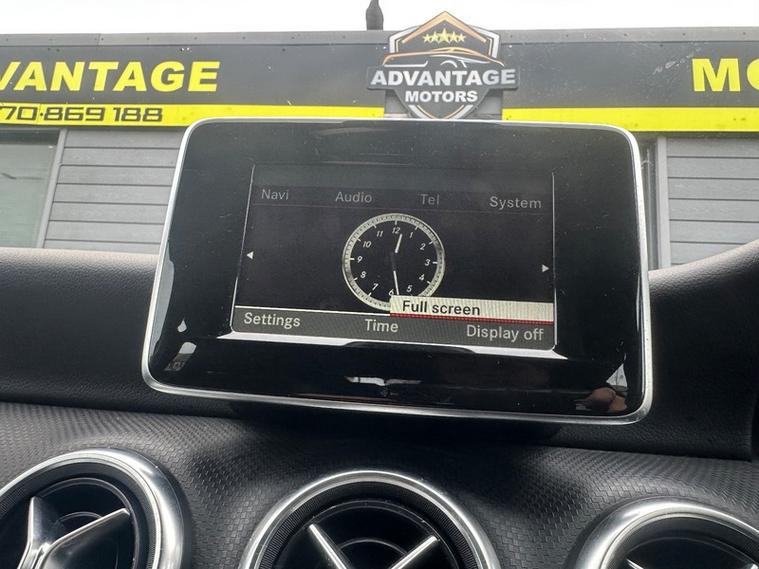 VANTAGE
ADVANTAGE
MOTORS
MO
70-869 188
Navi Audio Tel System
12 1 2 3 4 5 6 7 8 9 10 11
Full screen
Settings Time Display off